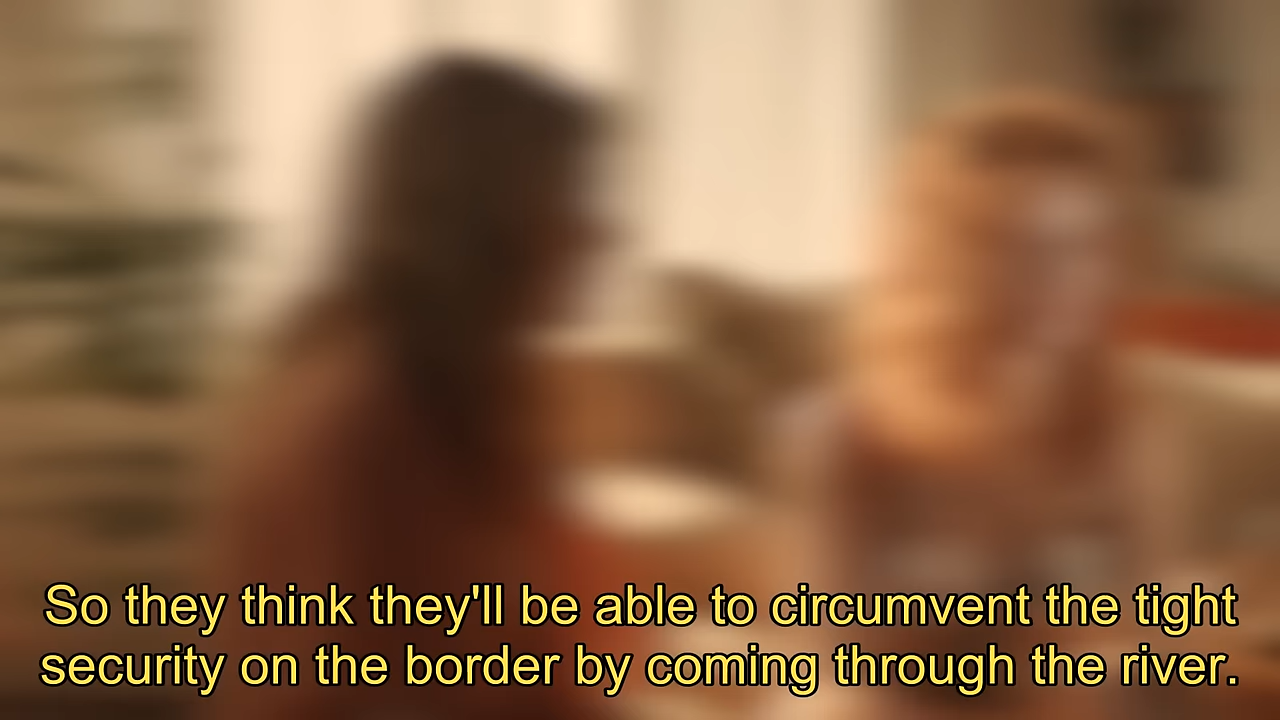 So they think they'll be able to circumvent the tight
security on the border by coming through the river.